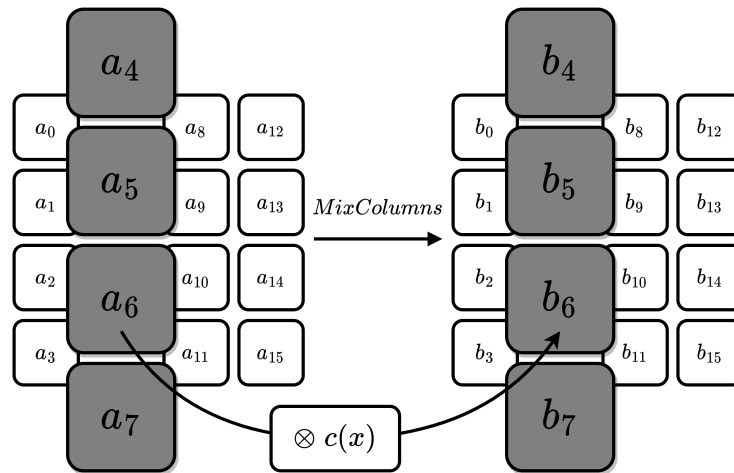 a₄ b₄
a₀ a₈ a₁₂ b₀ b₈ b₁₂
a₅ b₅
a₁ a₉ a₁₃ MixColumns b₁ b₉ b₁₃
a₂ a₁₀ a₁₄ b₂ b₁₀ b₁₄
a₆ b₆
a₃ a₁₁ a₁₅ b₃ b₁₁ b₁₅
a₇ b₇
⊗ c(x)